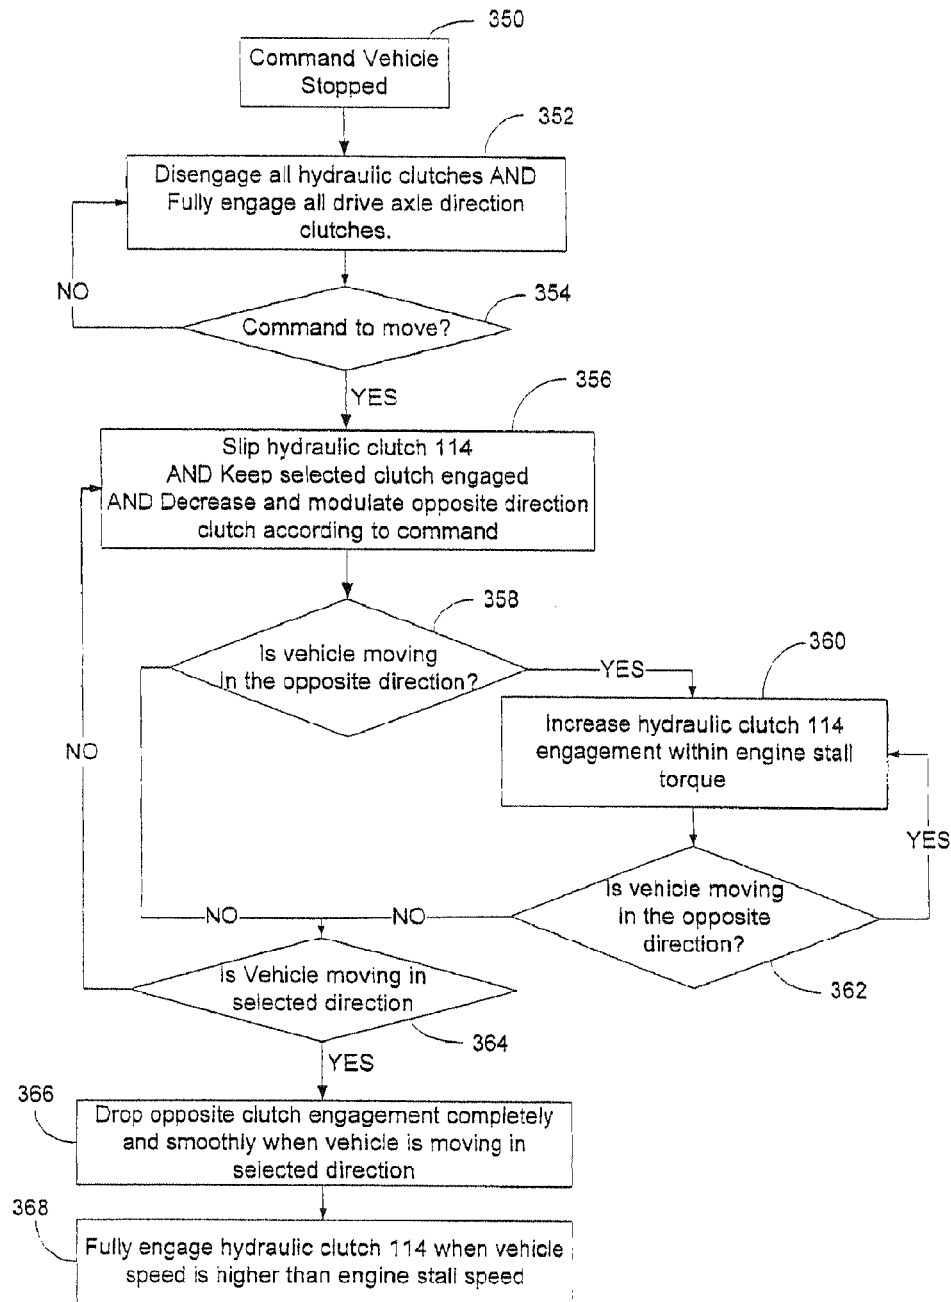 350
Command Vehicle
Stopped
352
Disengage all hydraulic clutches AND
Fully engage all drive axle direction
clutches.
NO
354
Command to move?
YES
356
Slip hydraulic clutch 114
AND Keep selected clutch engaged
AND Decrease and modulate opposite direction
clutch according to command
358
Is vehicle moving
in the opposite direction?
YES
360
Increase hydraulic clutch 114
engagement within engine stall
torque
NO
YES
Is vehicle moving
in the opposite
direction?
NO
NO
362
Is Vehicle moving in
selected direction
364
YES
366
Drop opposite clutch engagement completely
and smoothly when vehicle is moving in
selected direction
368
Fully engage hydraulic clutch 114 when vehicle
speed is higher than engine stall speed